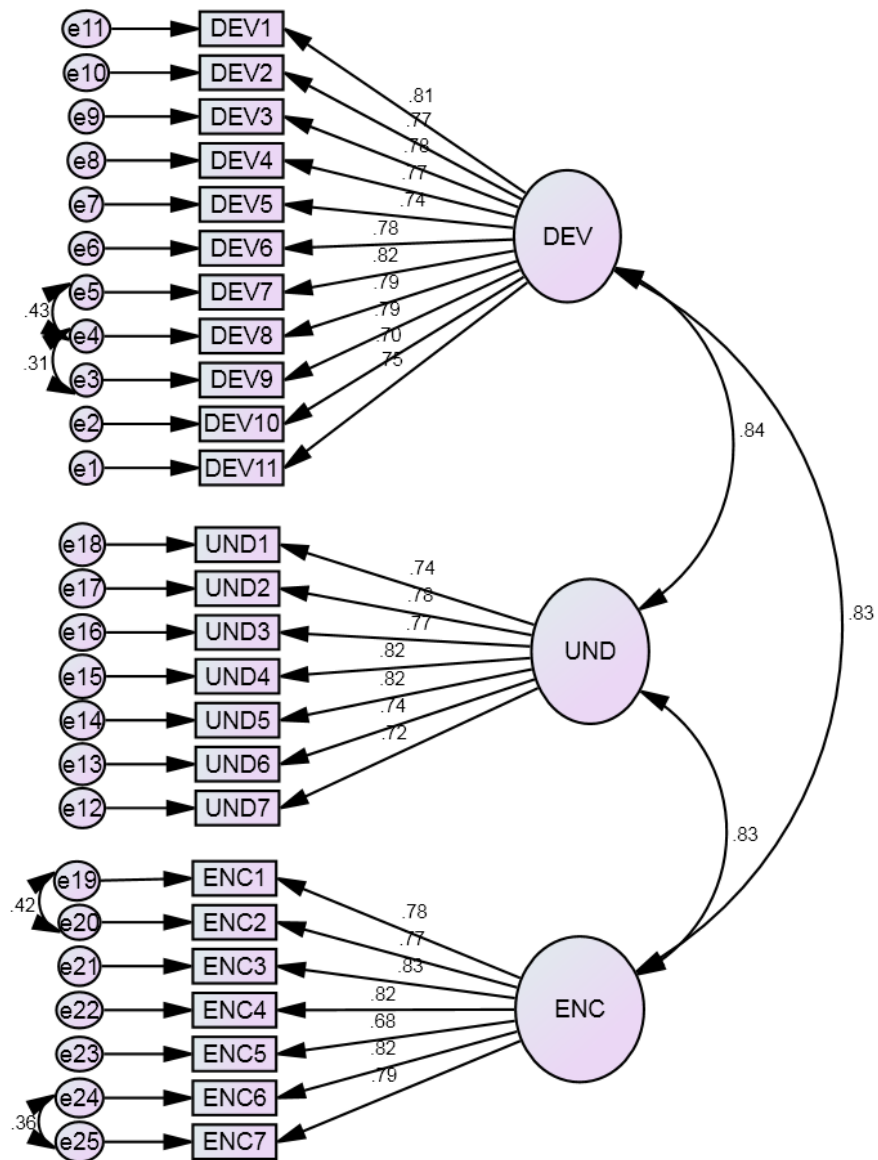 e11 DEV1
e10 DEV2
e9 DEV3
e8 DEV4
e7 DEV5
e6 DEV6
e5 DEV7
e4 DEV8
e3 DEV9
e2 DEV10
e1 DEV11
.43
.31
.81
.77
.78
.77
.74
.78
.82
.79
.79
.70
.75
DEV
.84
.83
e18 UND1
e17 UND2
e16 UND3
e15 UND4
e14 UND5
e13 UND6
e12 UND7
.74
.78
.77
.82
.82
.74
.72
UND
.83
e19 ENC1
e20 ENC2
e21 ENC3
e22 ENC4
e23 ENC5
e24 ENC6
e25 ENC7
.42
.36
.78
.77
.83
.82
.68
.82
.79
ENC